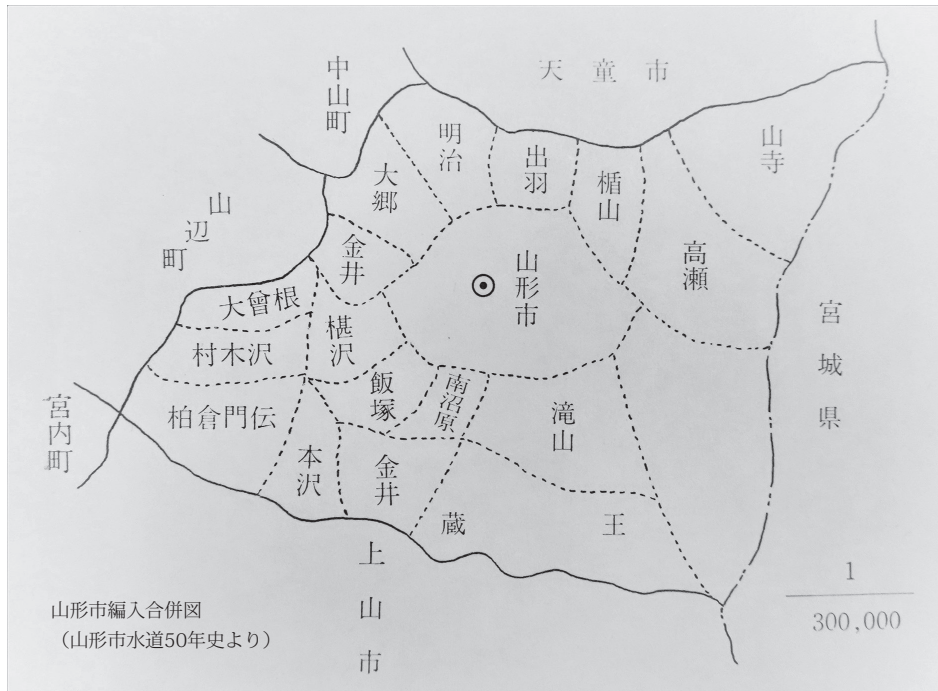 天童市
中山町
明治
出羽
楯山
山寺
大郷
山辺町
金井
山形市
高瀬
大曾根
椹沢
宮城県
村木沢
飯塚
南沼原
滝山
宮内町
柏倉門伝
本沢
金井
蔵王
上山市
1
300,000
山形市編入合併図
（山形市水道50年史より）